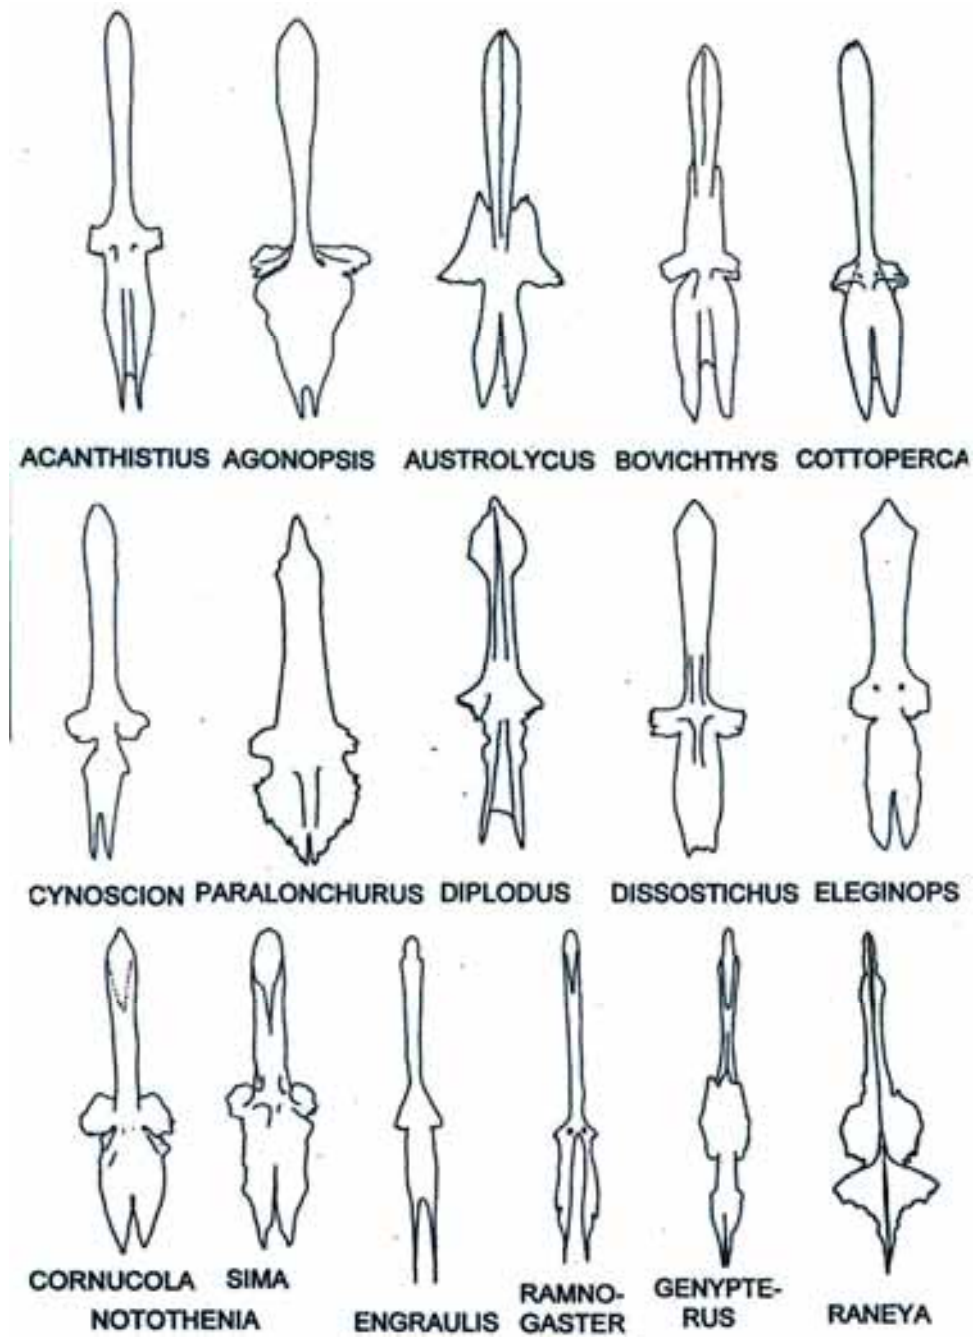 ACANTHISTIUS AGONOPSIS AUSTROLYCUS BOVICHTHYS COTTOPERCA
CYNOSCION PARALONCHURUS DIPLODUS DISSOSTICHUS ELEGINOPS
CORNUCOLA SIMA
NOTOTHENIA
ENGRAULIS
RAMNO-
GASTER
GENYPTE-
RUS
RANEYA